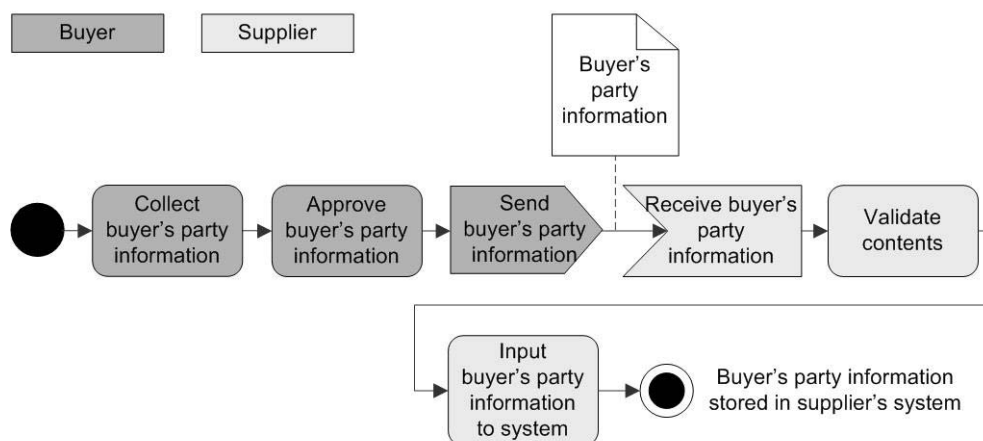 Buyer
Supplier
Buyer’s
party
information
Collect
buyer’s party
information
Approve
buyer’s party
information
Send
buyer’s party
information
Receive buyer’s
party
information
Validate
contents
Input
buyer’s party
information
to system
Buyer’s party information
stored in supplier’s system